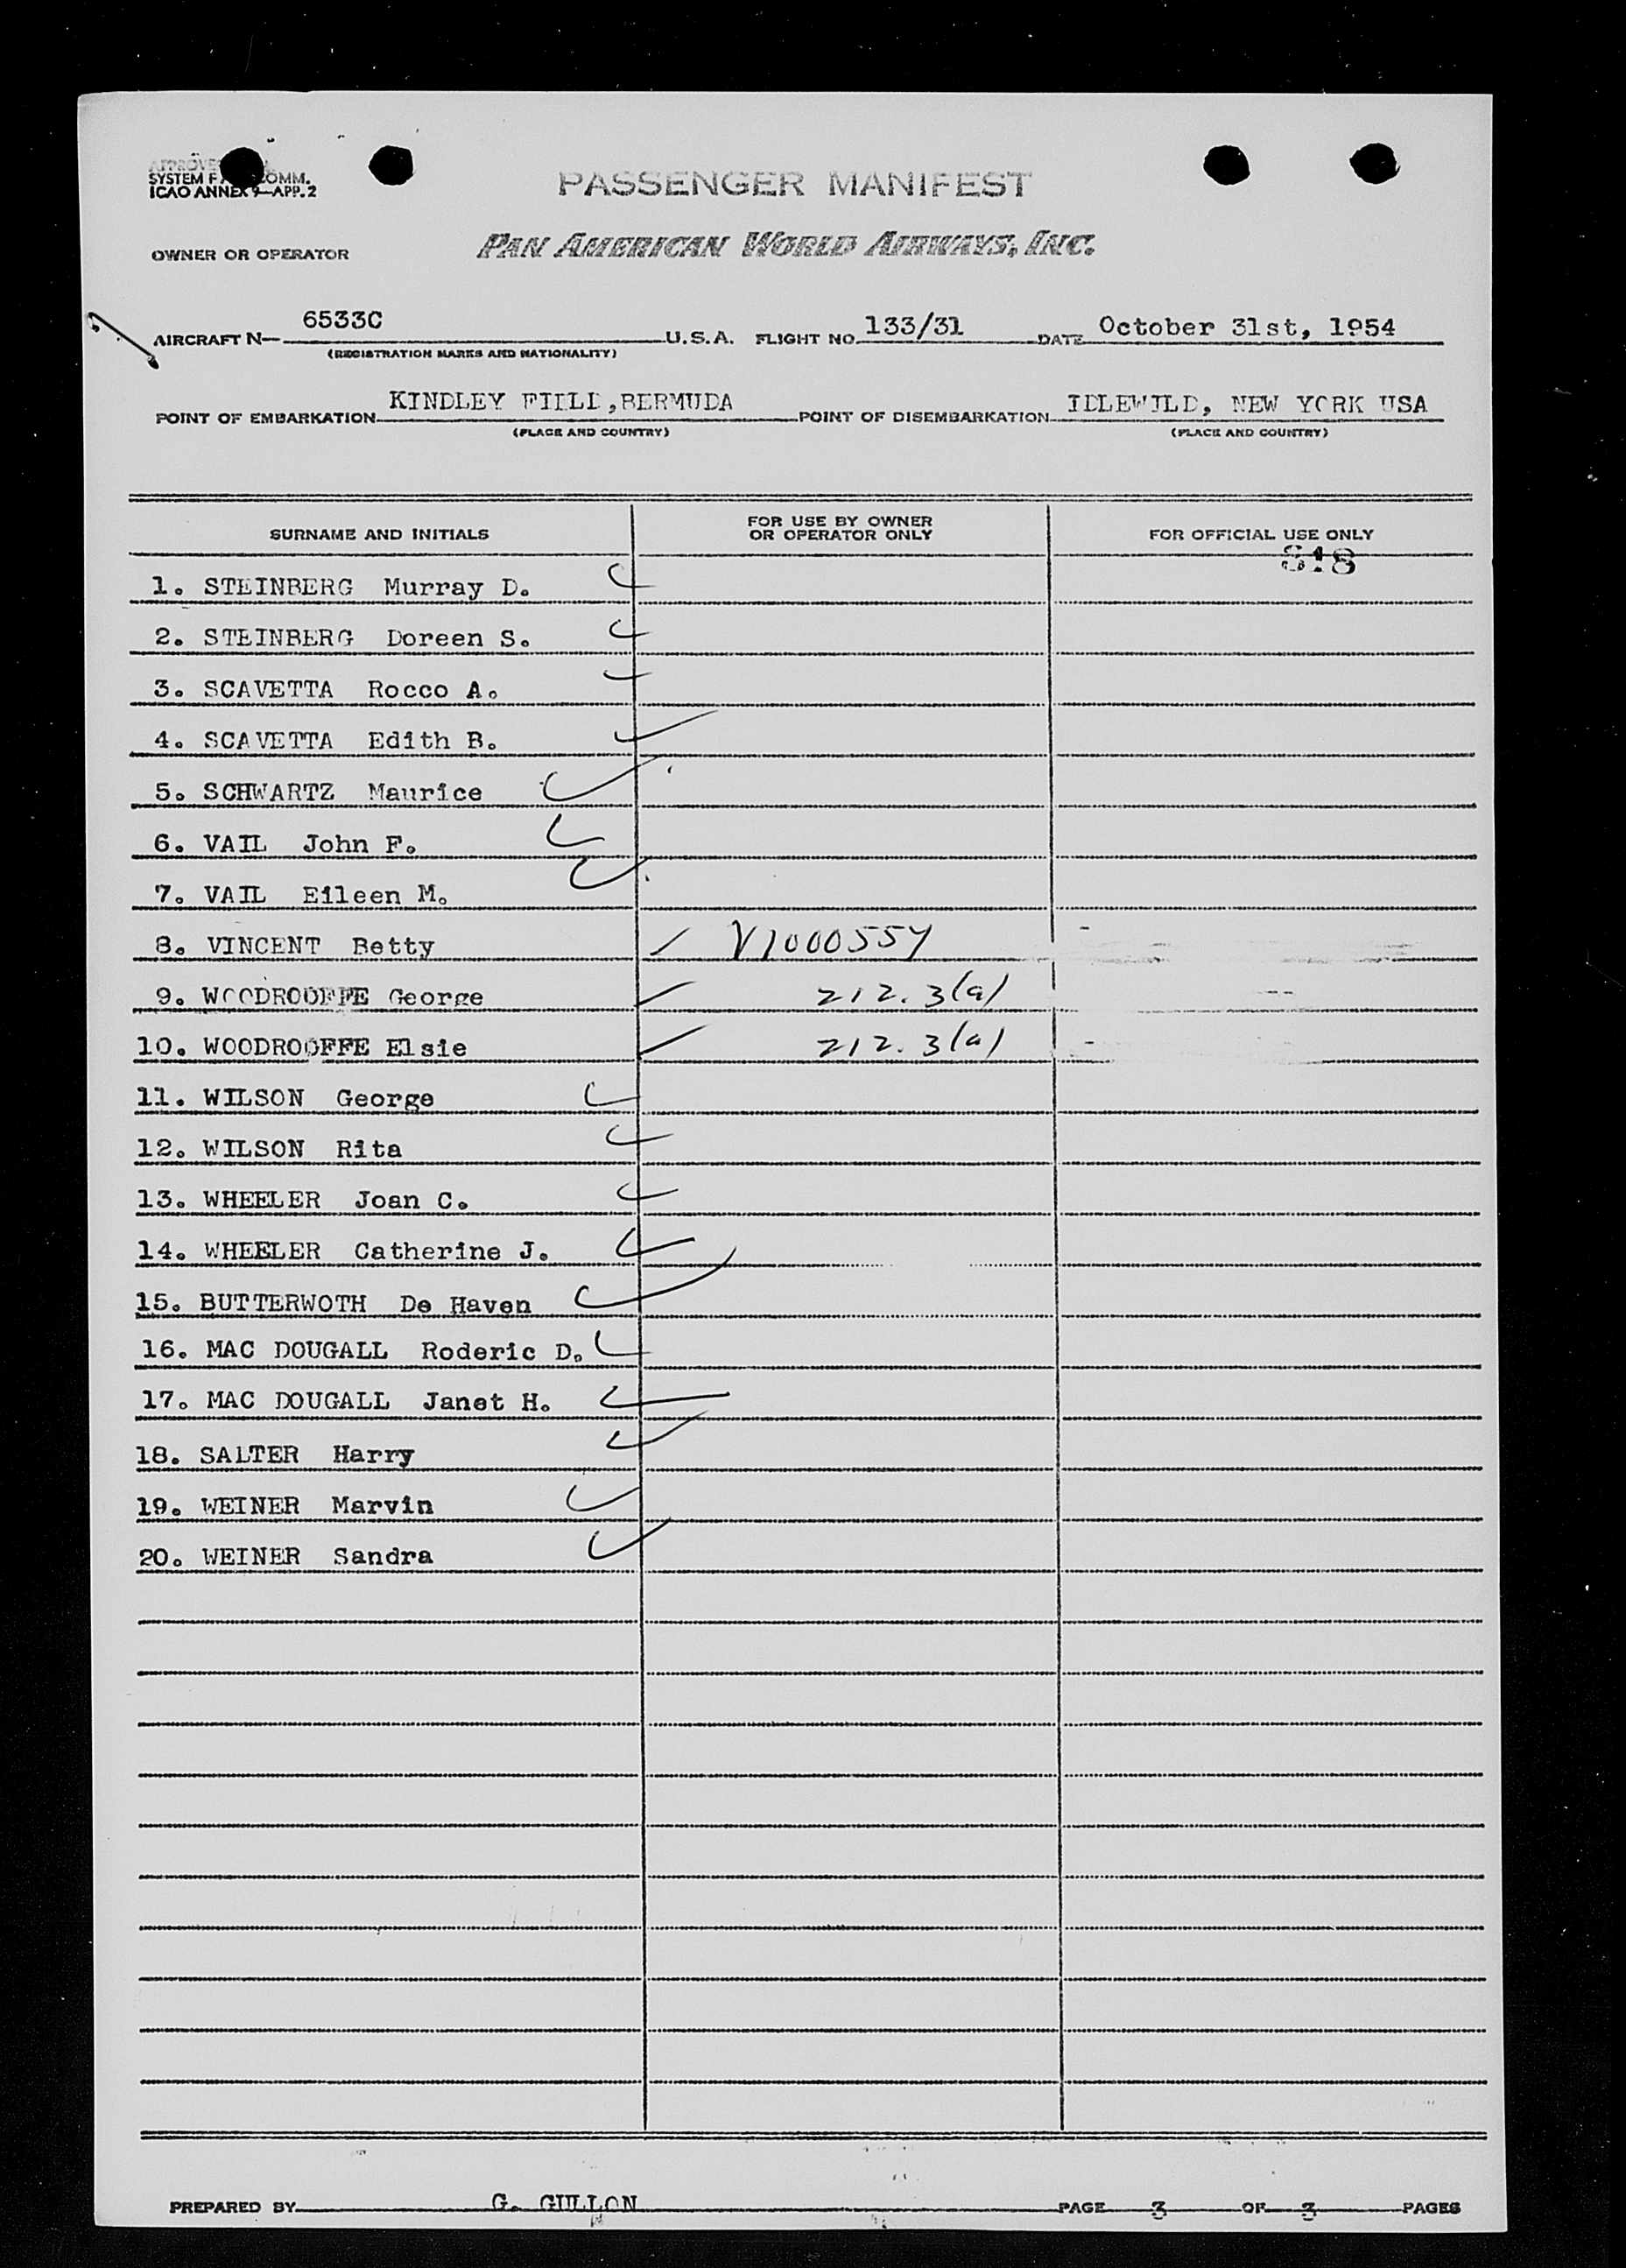 SYSTEM F COMM.
ICAO ANNEX 9—APP. 2
PASSENGER MANIFEST
OWNER OR OPERATOR PAN AMERICAN WORLD AIRWAYS, INC.
AIRCRAFT N— 6533C U.S.A. FLIGHT NO. 133/31 DATE October 31st, 1954
(REGISTRATION MARKS AND NATIONALITY)
POINT OF EMBARKATION KINDLEY FIILD,BERMUDA POINT OF DISEMBARKATION IDLEWILD, NEW YORK USA
(PLACE AND COUNTRY) (PLACE AND COUNTRY)
SURNAME AND INITIALS FOR USE BY OWNER OR OPERATOR ONLY FOR OFFICIAL USE ONLY
318
1. STEINBERG Murray D.
2. STEINBERG Doreen S.
3. SCAVETTA Rocco A.
4. SCAVETTA Edith B.
5. SCHWARTZ Maurice
6. VAIL John F.
7. VAIL Eileen M.
8. VINCENT Betty V1000554
9. WOODROOFFE George 212.3(a)
10. WOODROOFFE Elsie 212.3(a)
11. WILSON George
12. WILSON Rita
13. WHEELER Joan C.
14. WHEELER Catherine J.
15. BUTTERWOTH De Haven
16. MAC DOUGALL Roderic D.
17. MAC DOUGALL Janet H.
18. SALTER Harry
19. WEINER Marvin
20. WEINER Sandra
PREPARED BY G. GULLON PAGE 3 OF 3 PAGES